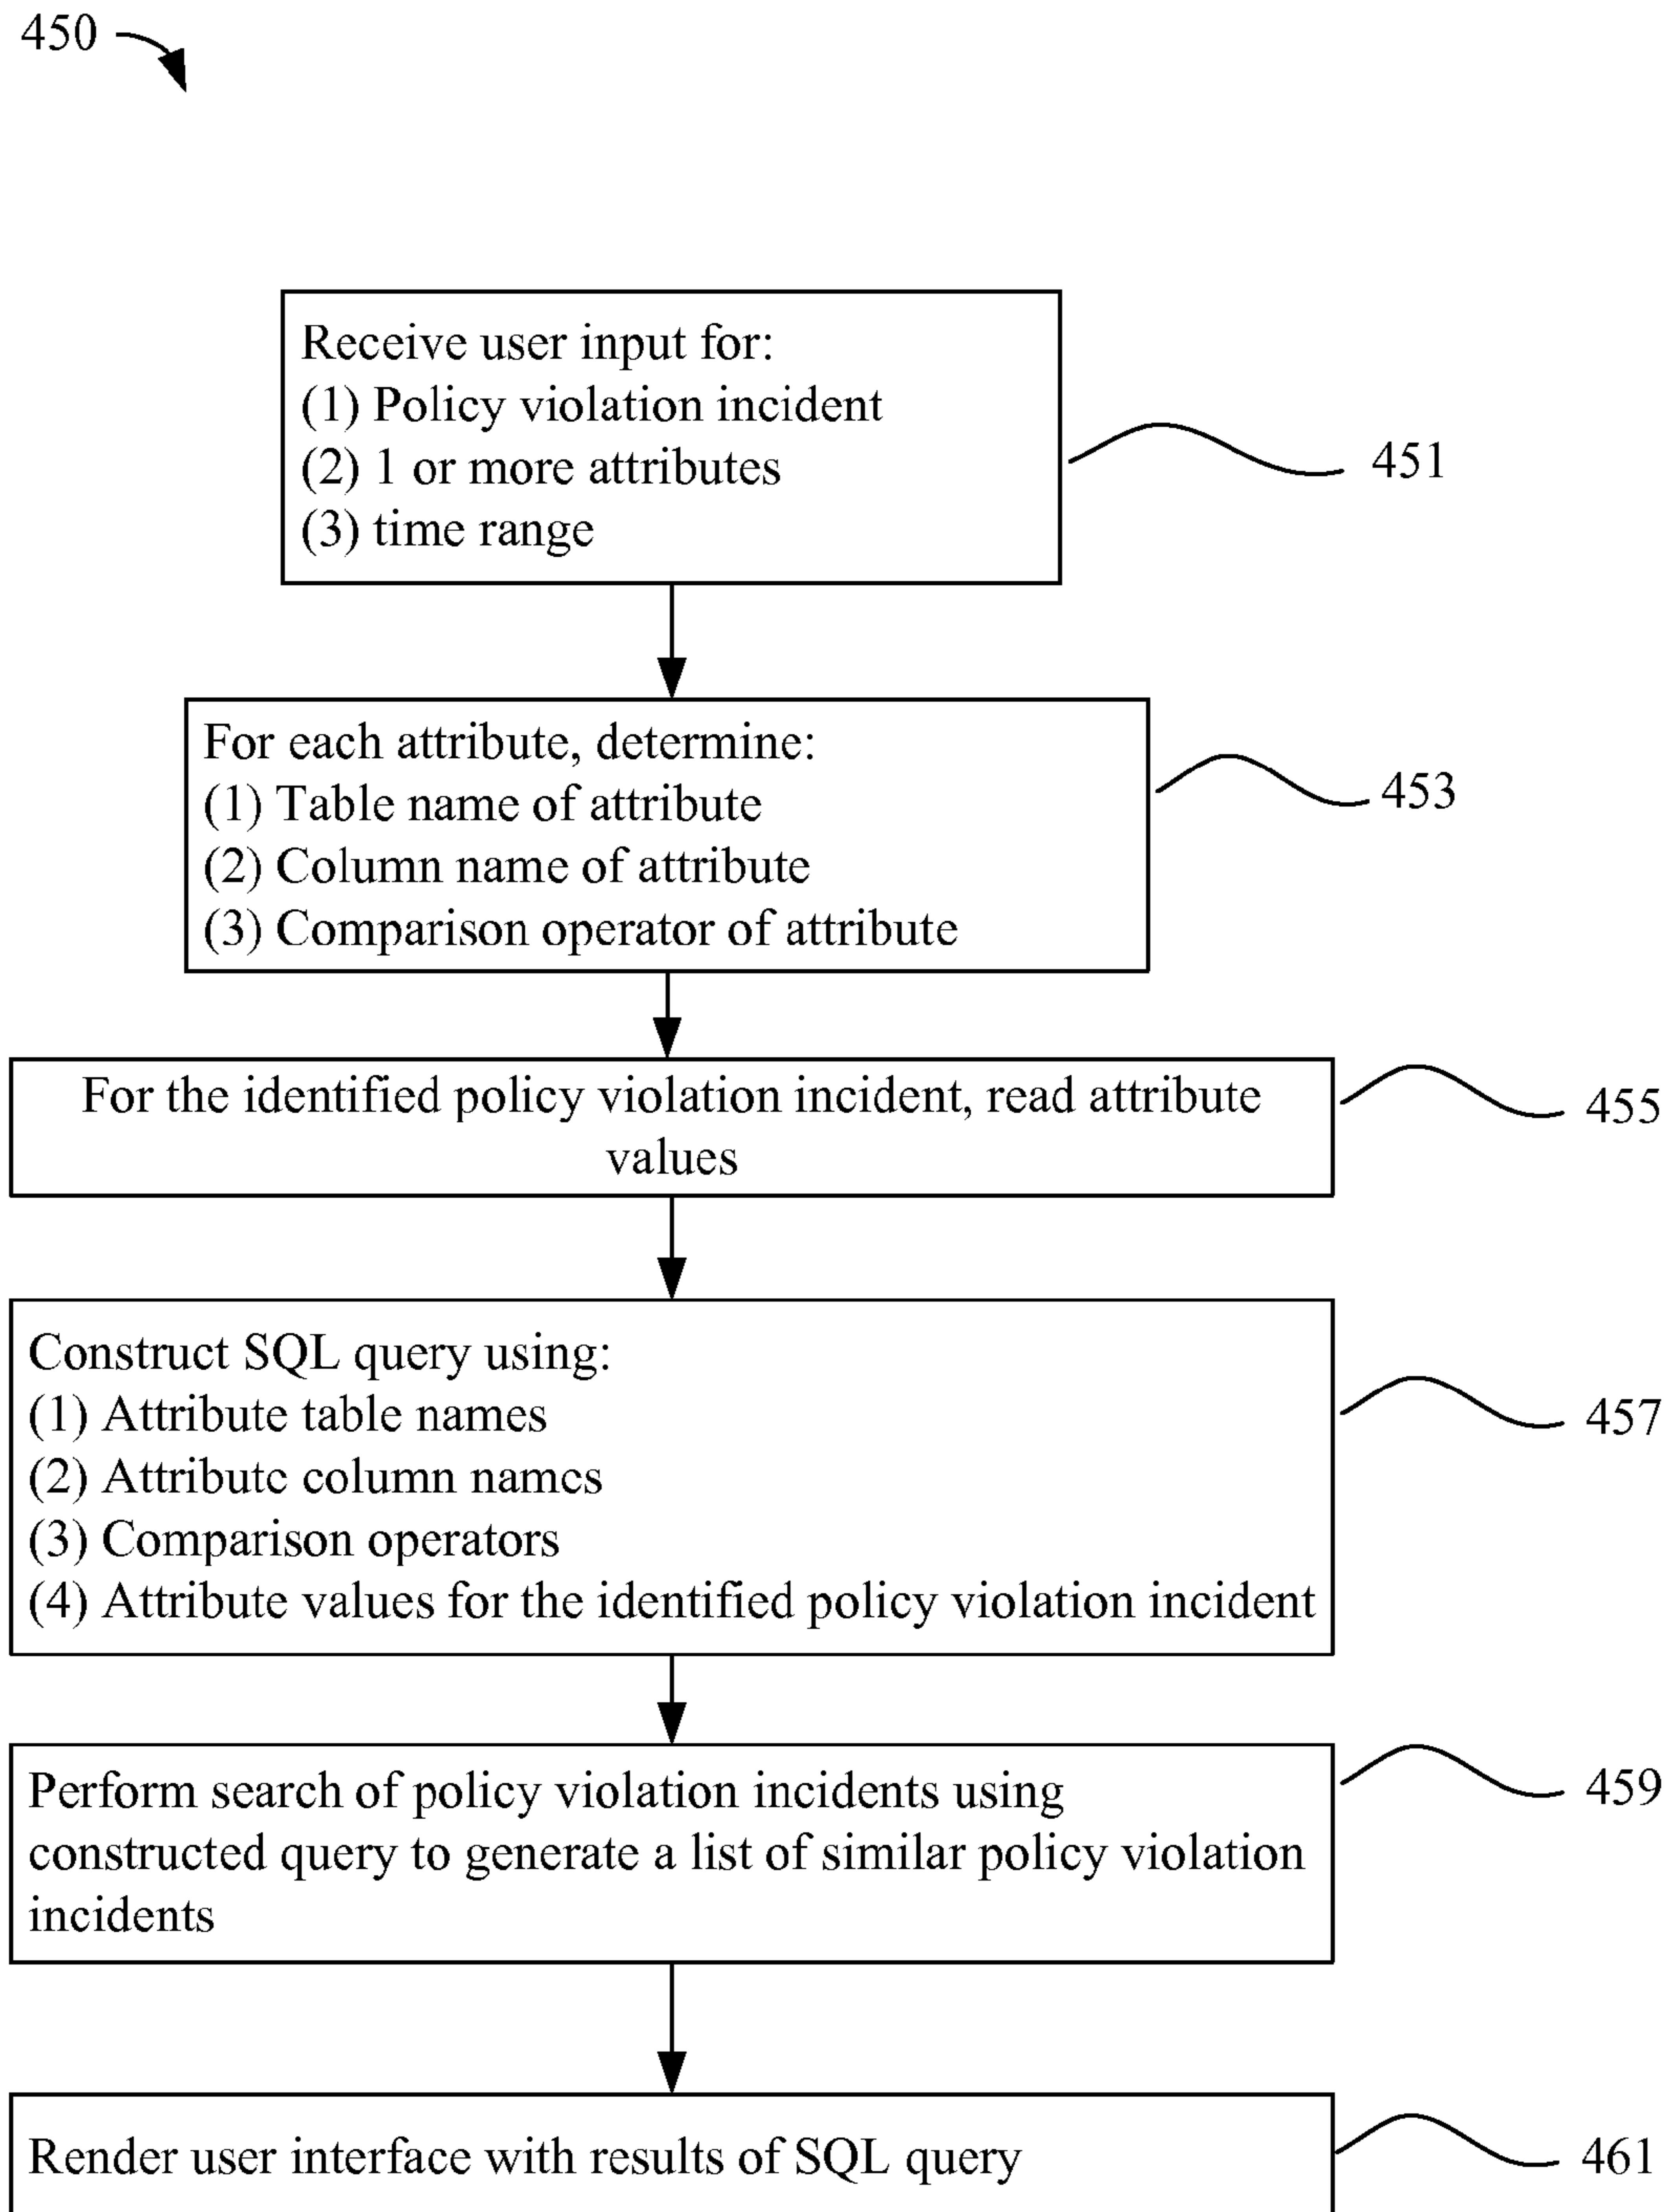 450
Receive user input for:
(1) Policy violation incident
(2) 1 or more attributes
(3) time range
451
For each attribute, determine:
(1) Table name of attribute
(2) Column name of attribute
(3) Comparison operator of attribute
453
For the identified policy violation incident, read attribute
values
455
Construct SQL query using:
(1) Attribute table names
(2) Attribute column names
(3) Comparison operators
(4) Attribute values for the identified policy violation incident
457
Perform search of policy violation incidents using
constructed query to generate a list of similar policy violation
incidents
459
Render user interface with results of SQL query
461